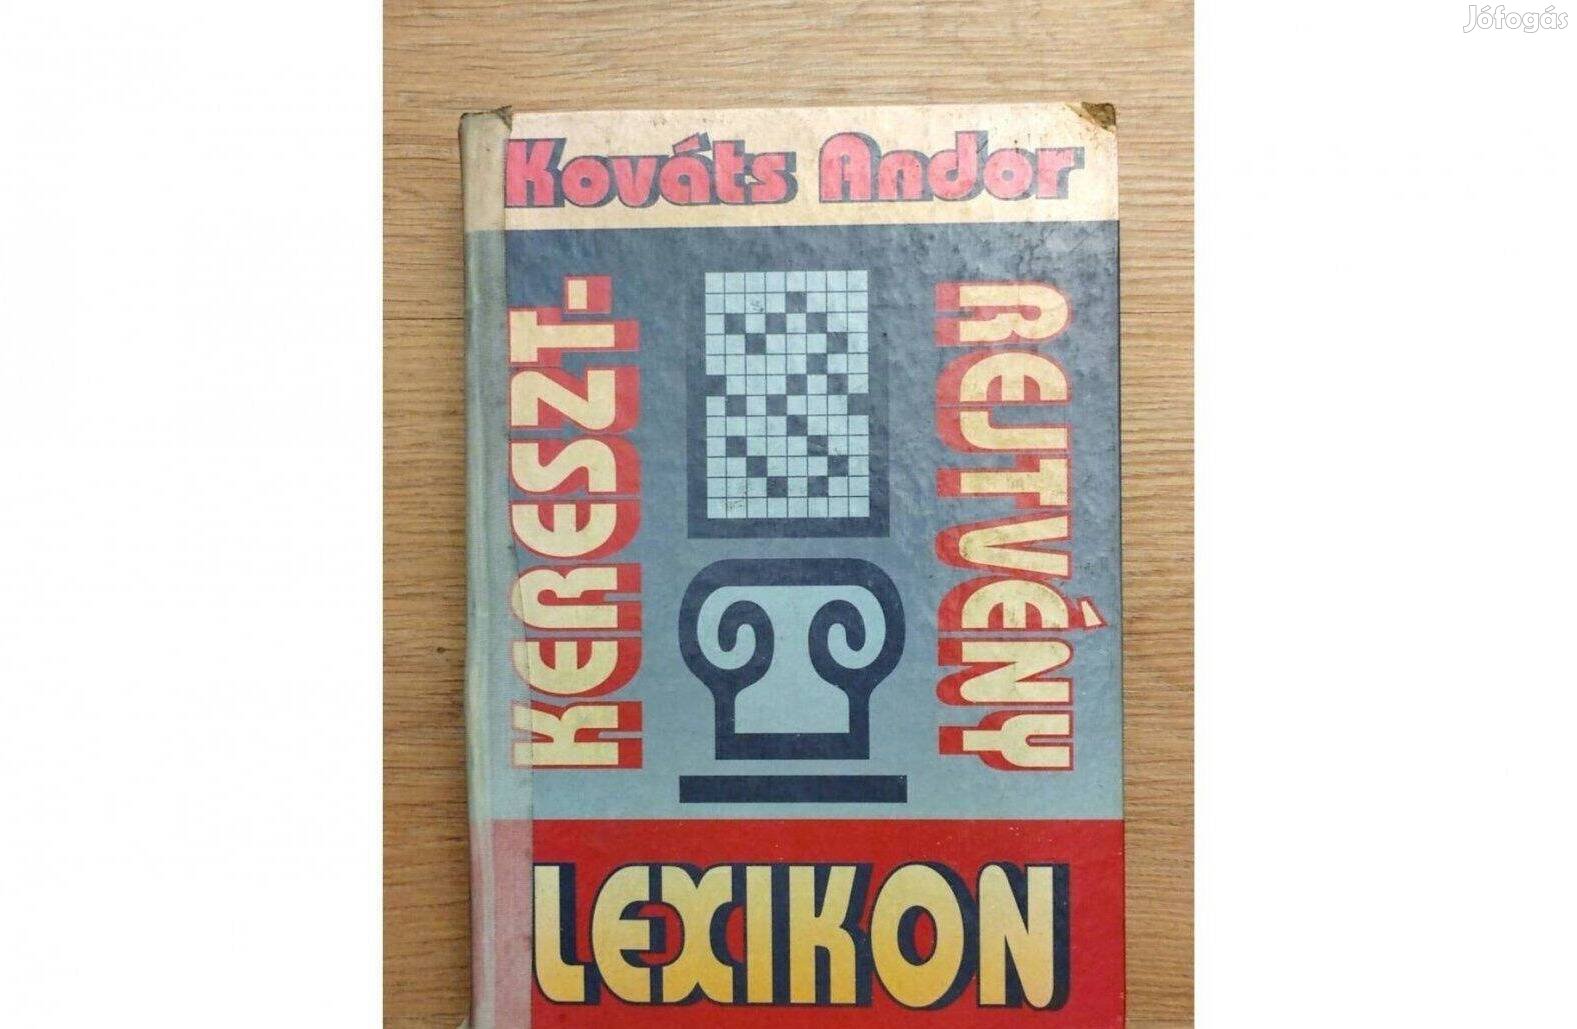 Jófogás
Kováts Andor
KERESZT-
REJTVÉNY
LEXIKON